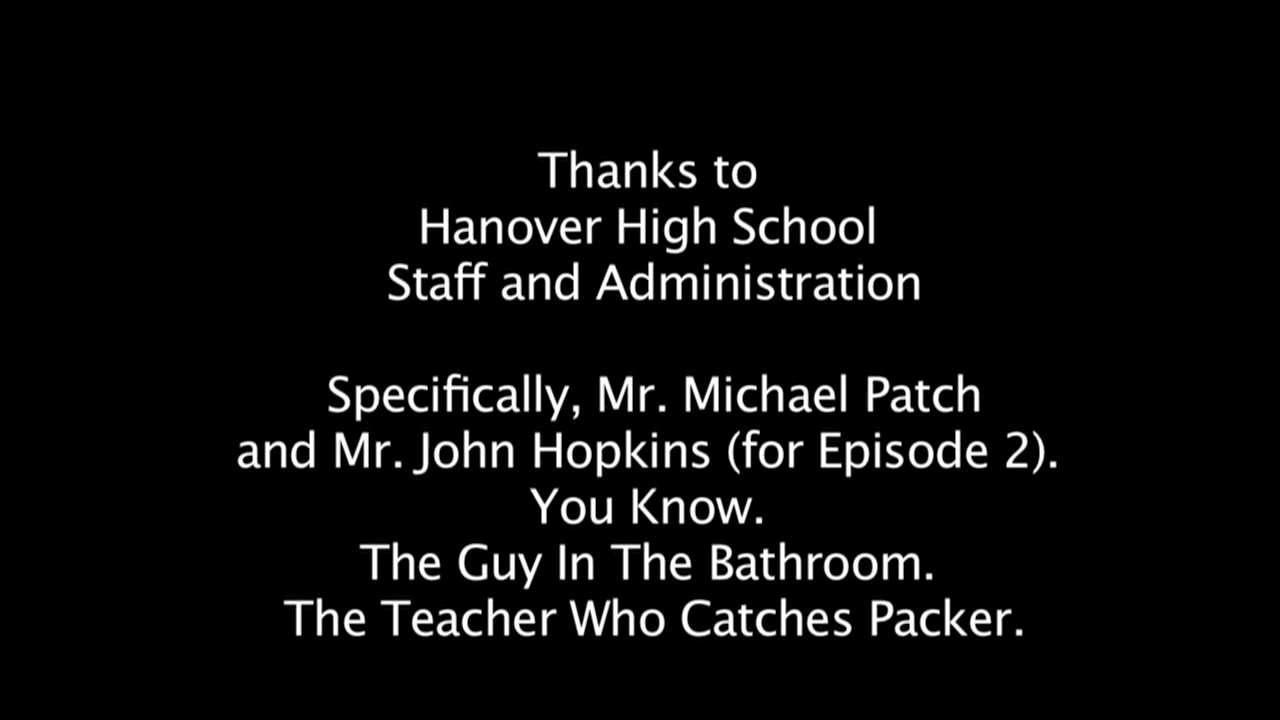 Thanks to
Hanover High School
Staff and Administration
Specifically, Mr. Michael Patch
and Mr. John Hopkins (for Episode 2).
You Know.
The Guy In The Bathroom.
The Teacher Who Catches Packer.